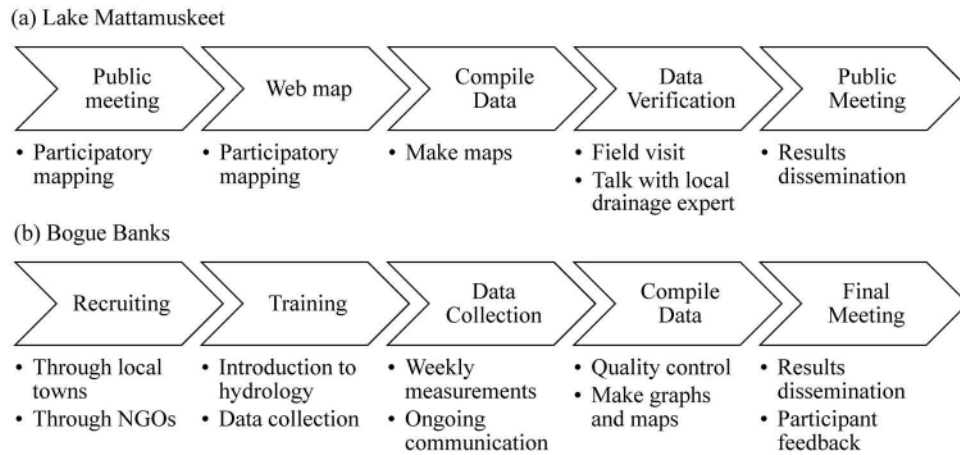 (a) Lake Mattamuskeet
Public meeting
Web map
Compile Data
Data Verification
Public Meeting
• Participatory mapping
• Participatory mapping
• Make maps
• Field visit
• Talk with local drainage expert
• Results dissemination
(b) Bogue Banks
Recruiting
Training
Data Collection
Compile Data
Final Meeting
• Through local towns
• Through NGOs
• Introduction to hydrology
• Data collection
• Weekly measurements
• Ongoing communication
• Quality control
• Make graphs and maps
• Results dissemination
• Participant feedback